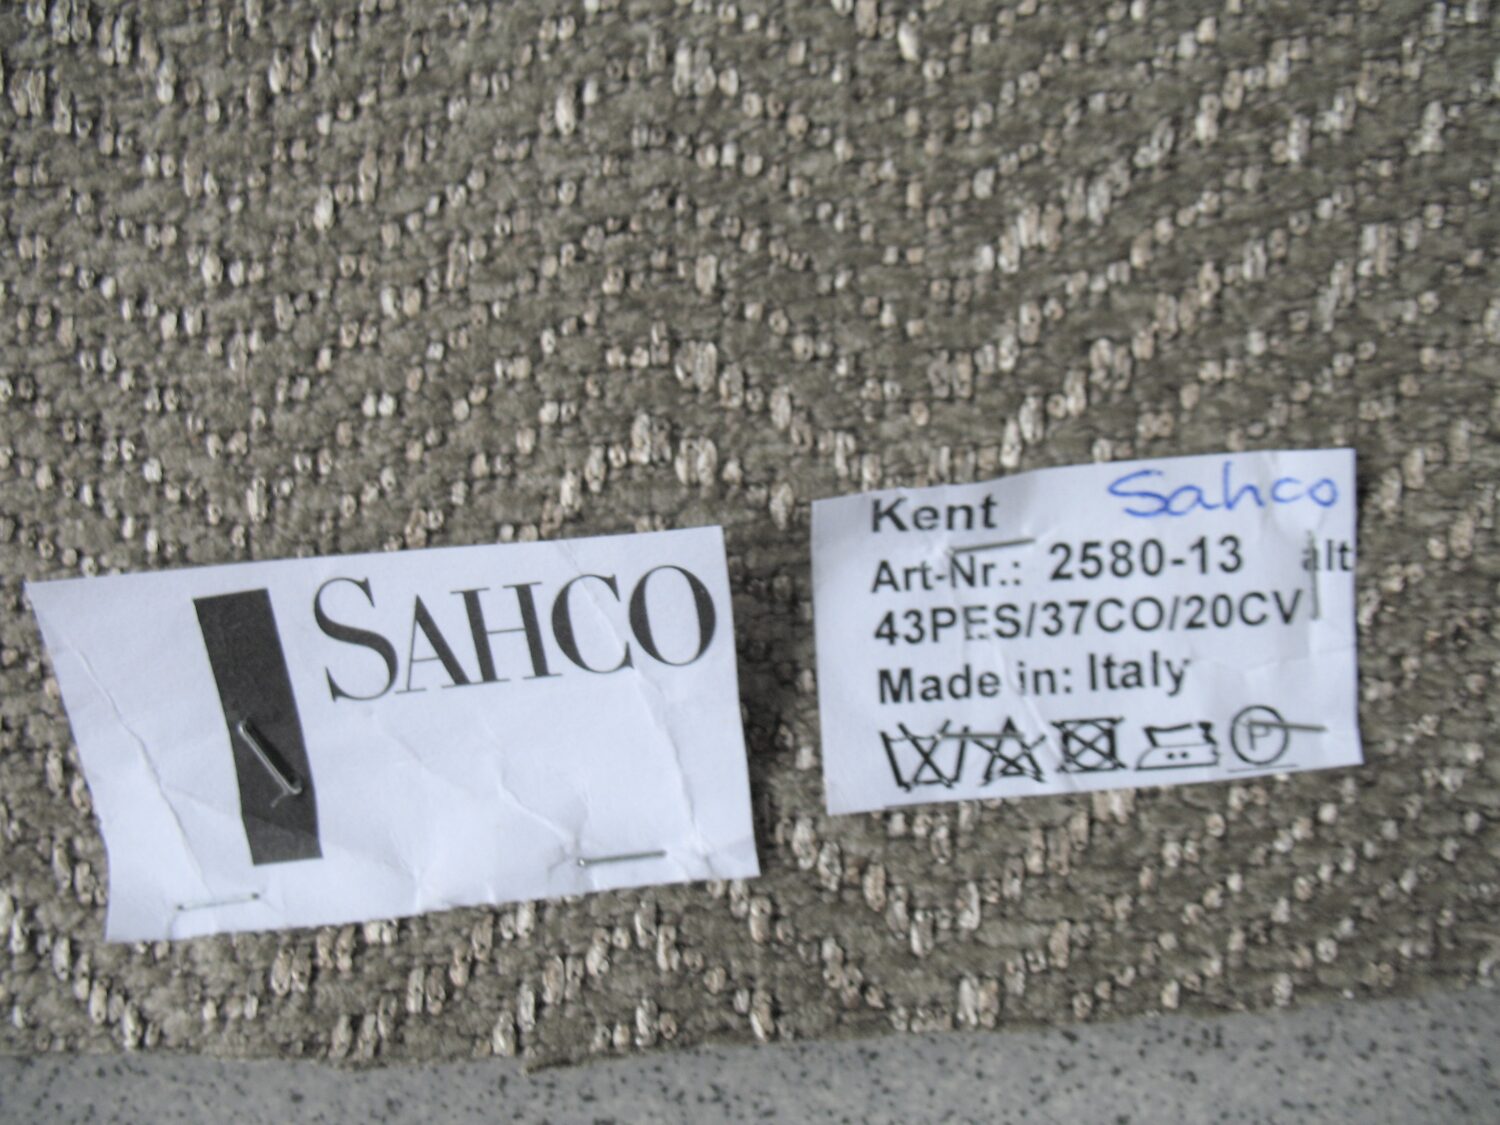 SAHCO
Kent Sahco
Art-Nr.: 2580-13 alt
43PES/37CO/20CV
Made in: Italy
P